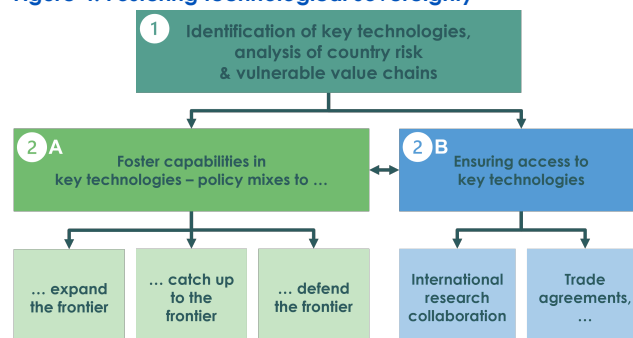 1
Identification of key technologies,
analysis of country risk
& vulnerable value chains
2 A
Foster capabilities in
key technologies – policy mixes to …
2 B
Ensuring access to
key technologies
… expand
the frontier
… catch up
to the
frontier
… defend
the frontier
International
research
collaboration
Trade
agreements,
…